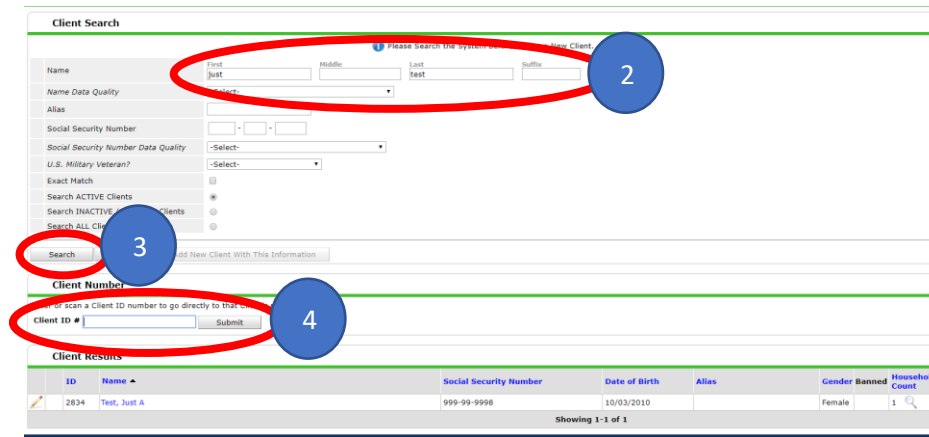 Client Search
Please Search the System New Client.
First Middle Last Suffix
Name just test
2
Name Data Quality -Select-
Alias
Social Security Number - -
Social Security Number Data Quality -Select-
U.S. Military Veteran? -Select-
Exact Match
Search ACTIVE Clients
Search INACTIVE Clients
Search ALL
3
Search Add New Client With This Information
Client Number
or scan a Client ID number to go directly to that
Client ID # Submit
4
Client Results
ID Name Social Security Number Date of Birth Alias Gender Banned Househo Count
2834 Test, Just A 999-99-9998 10/03/2010 Female 1
Showing 1-1 of 1